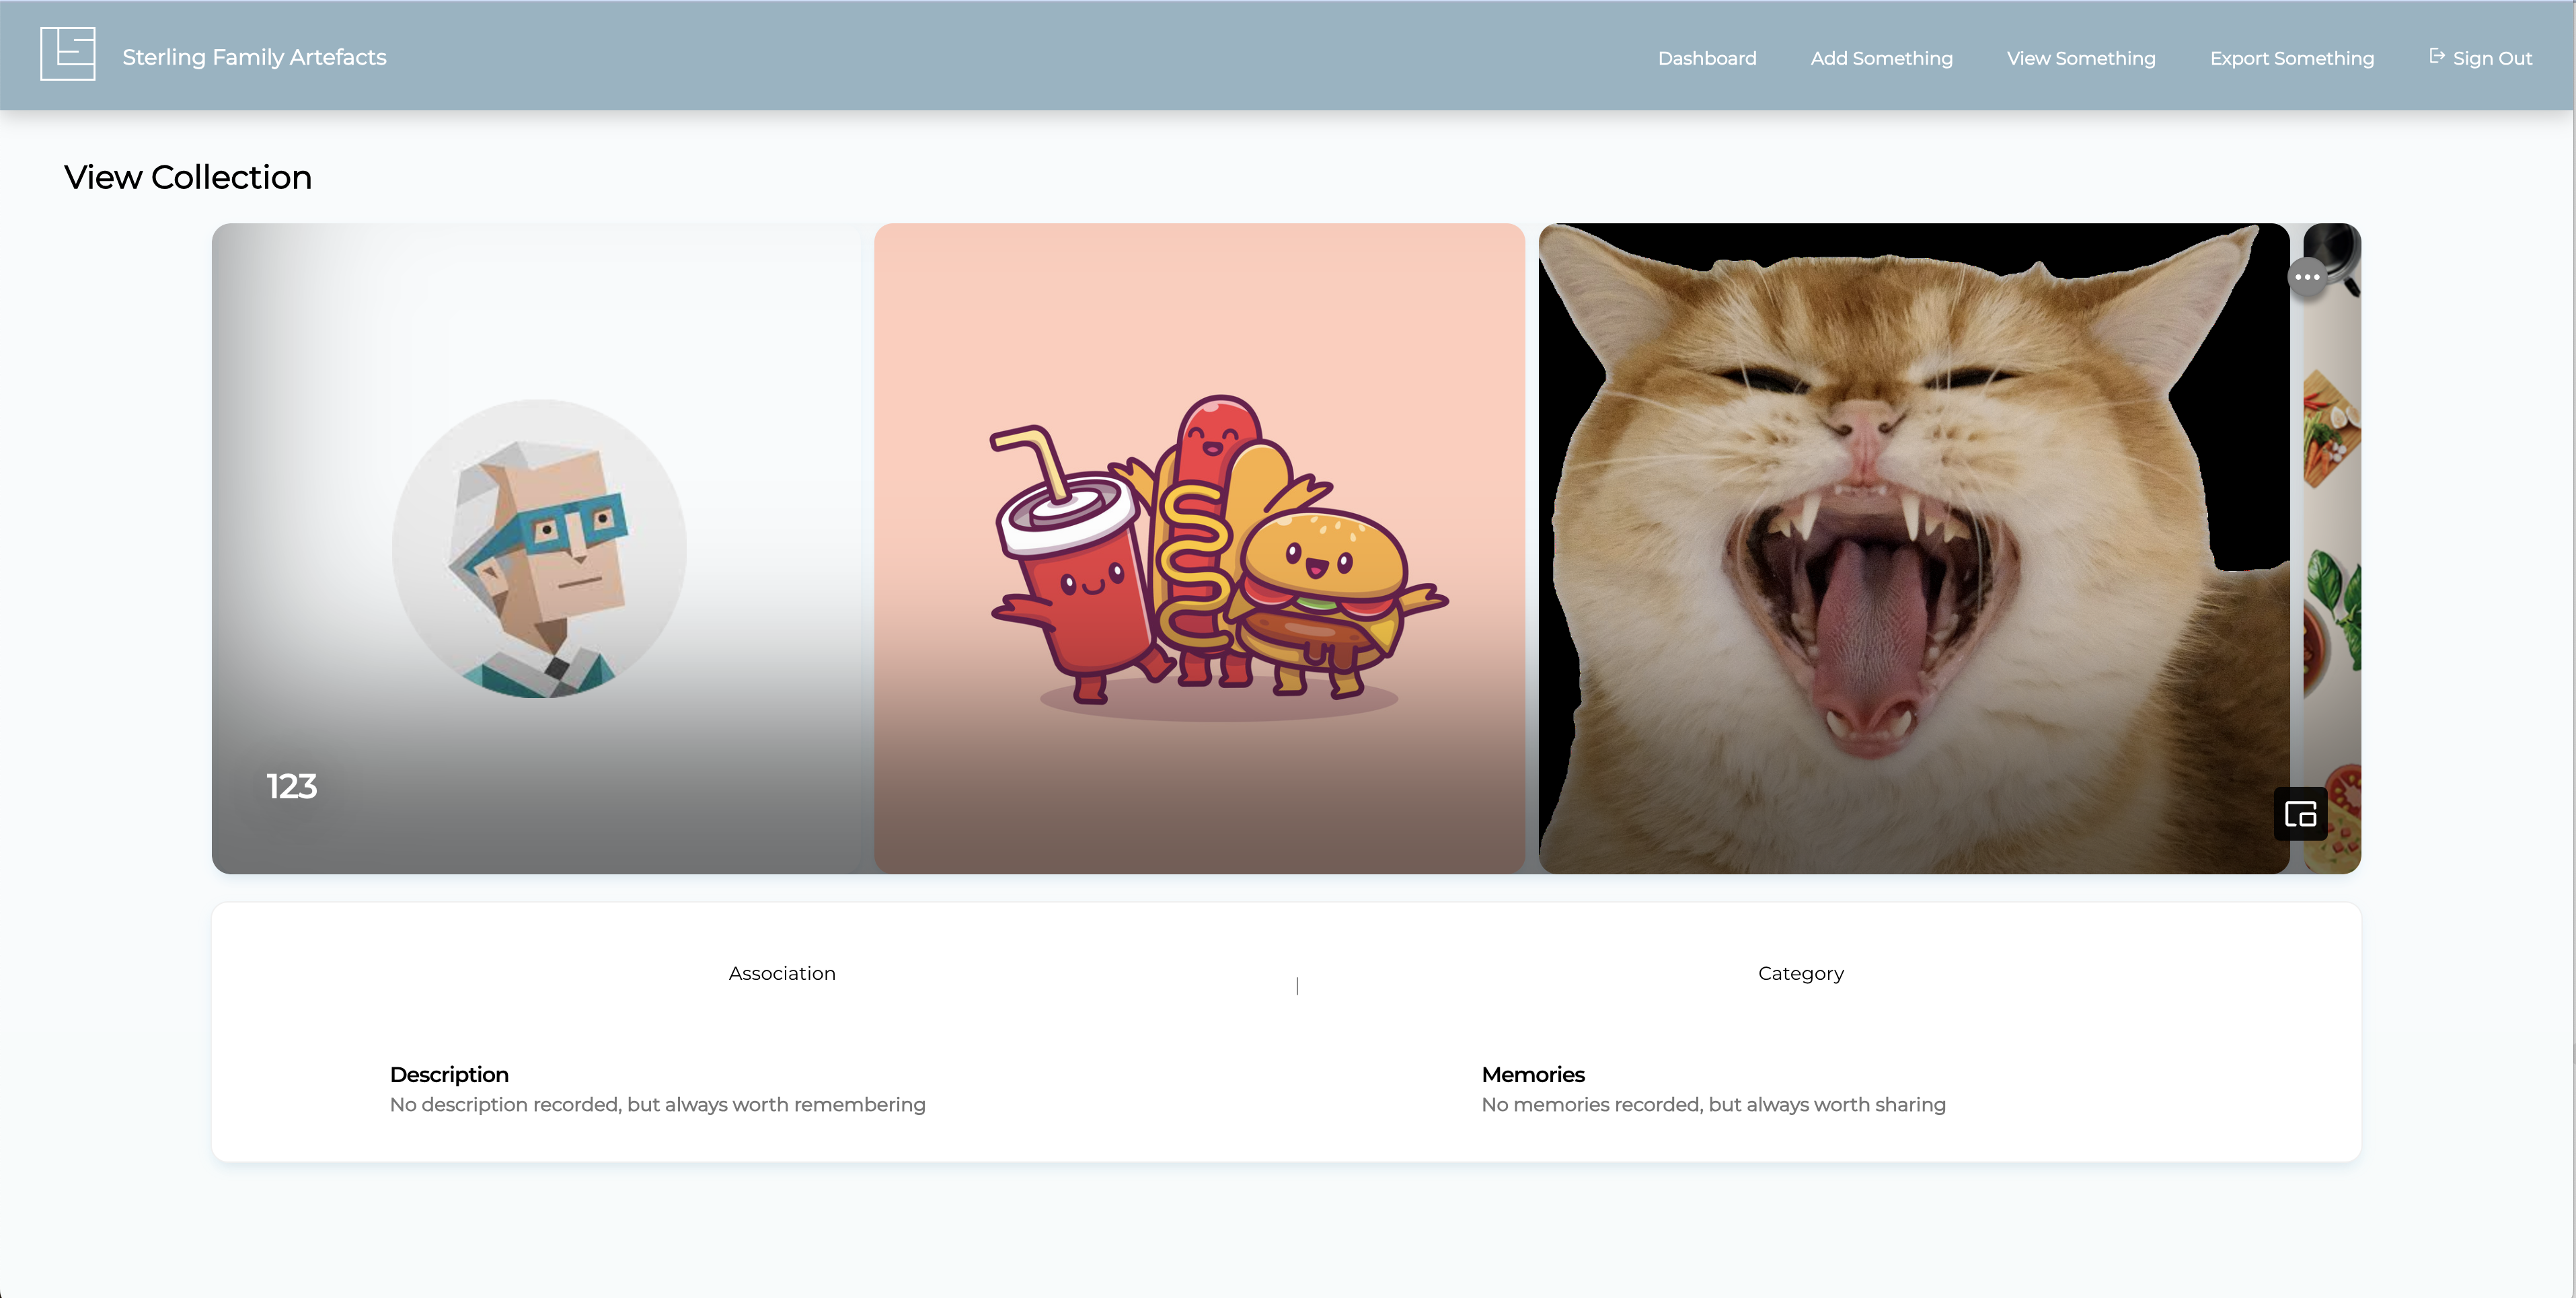 Sterling Family Artefacts
Dashboard
Add Something
View Something
Export Something
Sign Out
View Collection
123
Association
|
Category
Description
No description recorded, but always worth remembering
Memories
No memories recorded, but always worth sharing